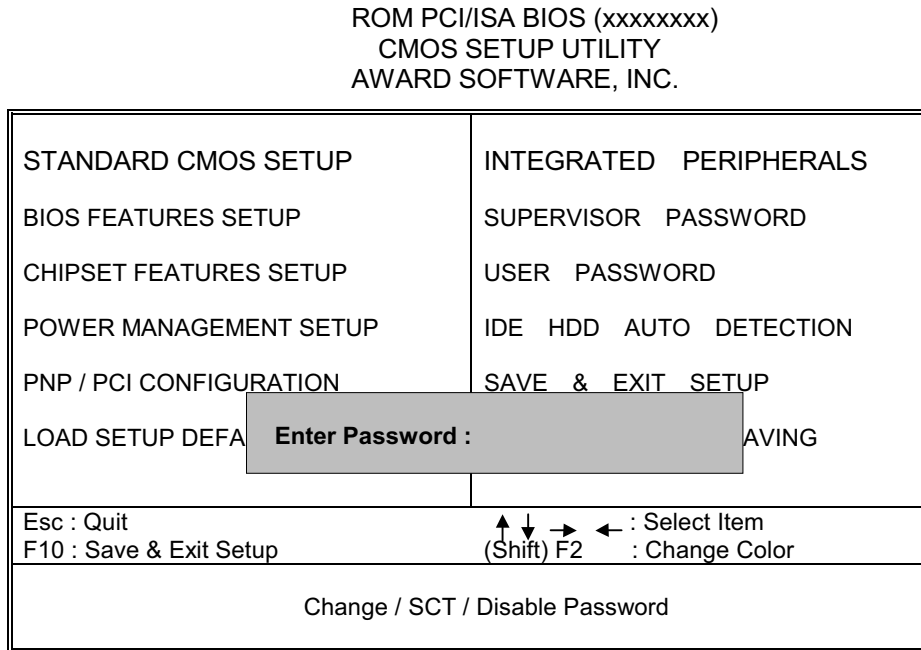 ROM PCI/ISA BIOS (xxxxxxxx)
CMOS SETUP UTILITY
AWARD SOFTWARE, INC.
STANDARD CMOS SETUP
BIOS FEATURES SETUP
CHIPSET FEATURES SETUP
POWER MANAGEMENT SETUP
PNP / PCI CONFIGURATION
LOAD SETUP DEFA
INTEGRATED PERIPHERALS
SUPERVISOR PASSWORD
USER PASSWORD
IDE HDD AUTO DETECTION
SAVE & EXIT SETUP
AVING
Enter Password :
Esc : Quit
F10 : Save & Exit Setup
↑ ↓ → ← : Select Item
(Shift) F2 : Change Color
Change / SCT / Disable Password